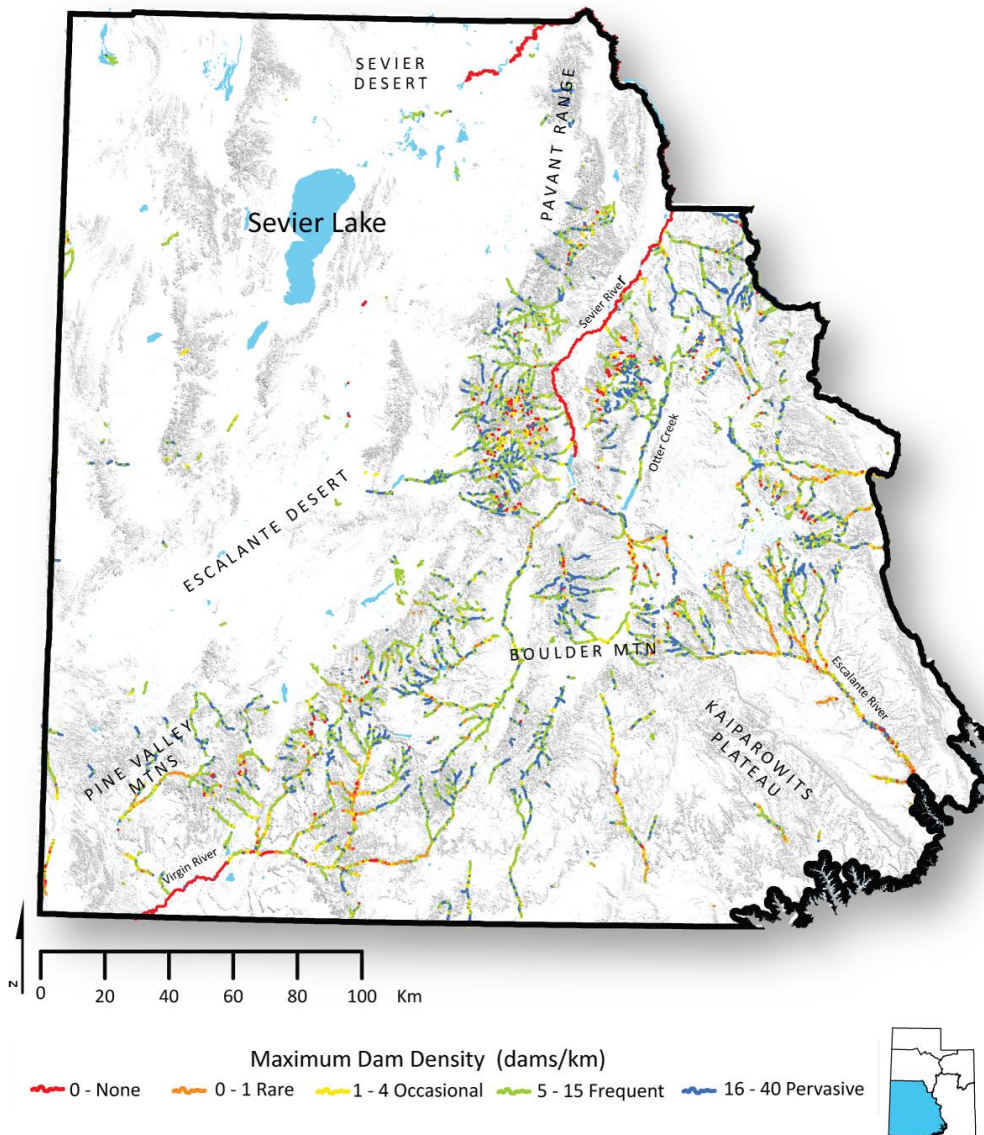 SEVIER
DESERT
PAVANT RANGE
Sevier Lake
Sevier River
Otter Creek
ESCALANTE DESERT
BOULDER MTN
Escalante River
KAIPAROWITS
PLATEAU
PINE VALLEY
MTNS
Virgin River
N
0 20 40 60 80 100 Km
Maximum Dam Density (dams/km)
0 - None 0 - 1 Rare 1 - 4 Occasional 5 - 15 Frequent 16 - 40 Pervasive